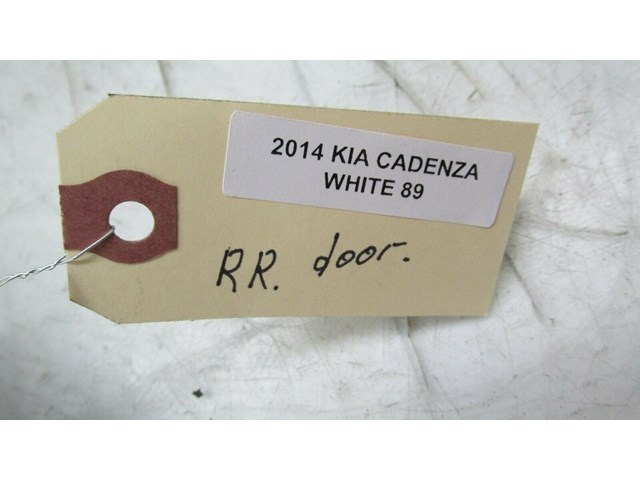 2014 KIA CADENZA
WHITE 89
RR. door.